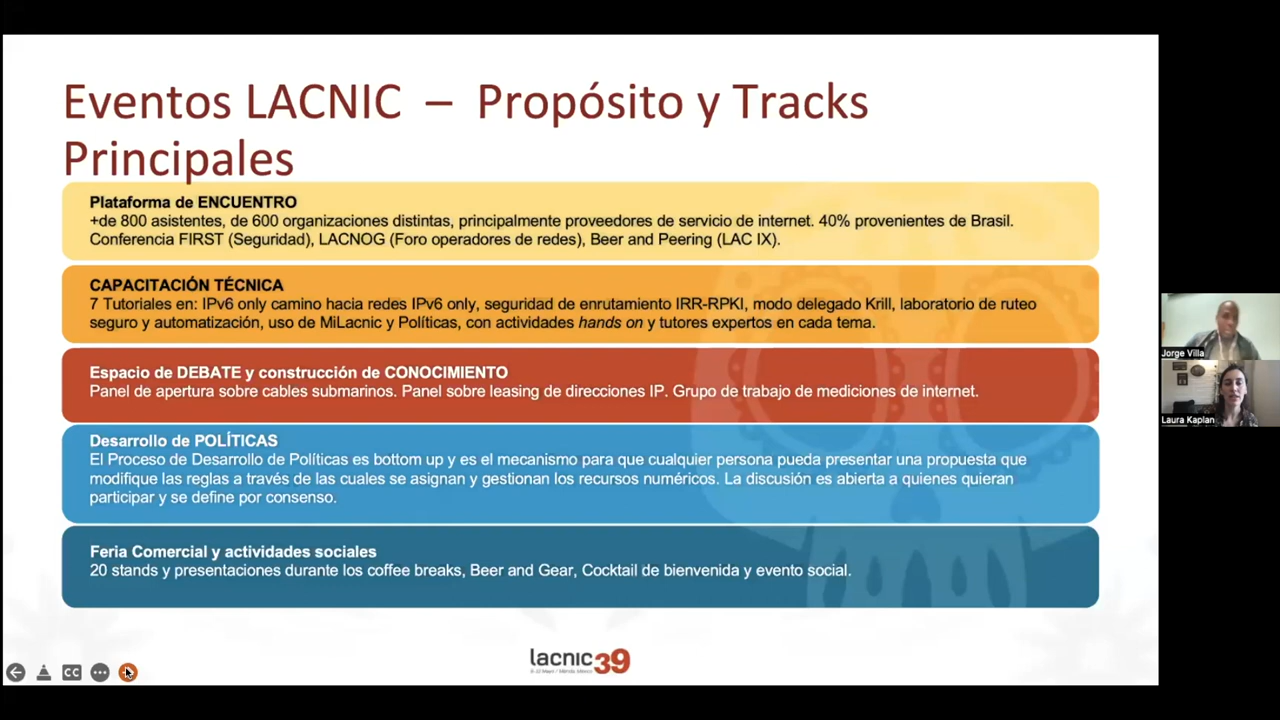 Eventos LACNIC – Propósito y Tracks
Principales
Plataforma de ENCUENTRO
+de 800 asistentes, de 600 organizaciones distintas, principalmente proveedores de servicio de internet. 40% provenientes de Brasil.
Conferencia FIRST (Seguridad), LACNOG (Foro operadores de redes), Beer and Peering (LAC IX).
CAPACITACIÓN TÉCNICA
7 Tutoriales en: IPv6 only camino hacia redes IPv6 only, seguridad de enrutamiento IRR-RPKI, modo delegado Krill, laboratorio de ruteo
seguro y automatización, uso de MiLacnic y Políticas, con actividades hands on y tutores expertos en cada tema.
Espacio de DEBATE y construcción de CONOCIMIENTO
Panel de apertura sobre cables submarinos. Panel sobre leasing de direcciones IP. Grupo de trabajo de mediciones de internet.
Desarrollo de POLÍTICAS
El Proceso de Desarrollo de Políticas es bottom up y es el mecanismo para que cualquier persona pueda presentar una propuesta que
modifique las reglas a través de las cuales se asignan y gestionan los recursos numéricos. La discusión es abierta a quienes quieran
participar y se define por consenso.
Feria Comercial y actividades sociales
20 stands y presentaciones durante los coffee breaks, Beer and Gear, Cocktail de bienvenida y evento social.
lacnic39
CC
Jorge Villa
Laura Kaplan